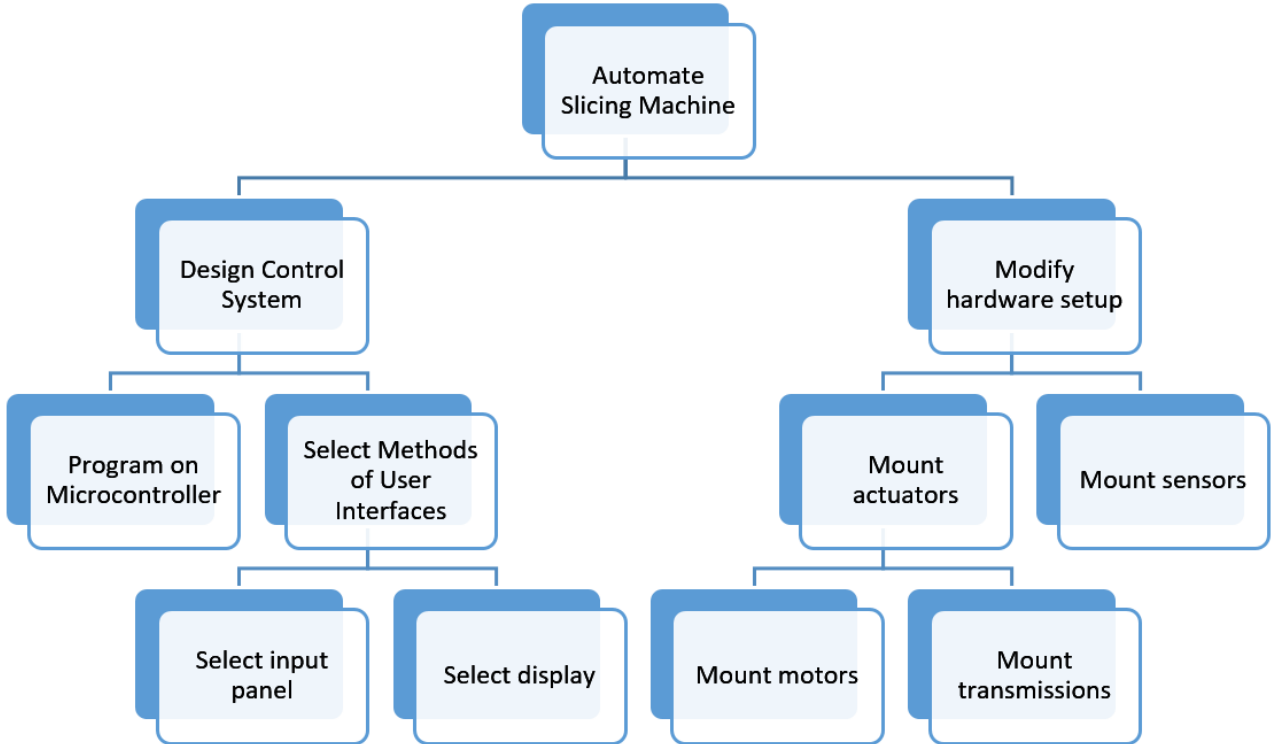 Automate
Slicing Machine
Design Control
System
Modify
hardware setup
Program on
Microcontroller
Select Methods
of User
Interfaces
Mount
actuators
Mount sensors
Select input
panel
Select display
Mount motors
Mount
transmissions